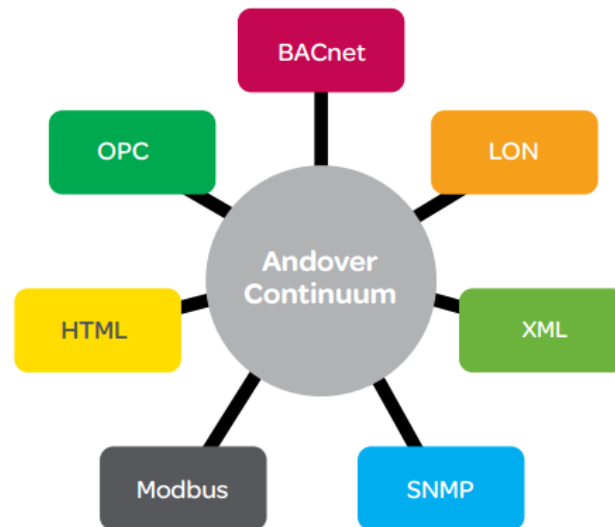 BACnet
OPC
LON
Andover
Continuum
HTML
XML
Modbus
SNMP